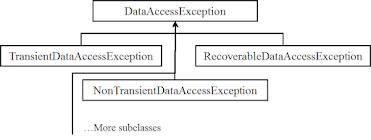 DataAccessException
TransientDataAccessException
RecoverableDataAccessException
NonTransientDataAccessException
…More subclasses